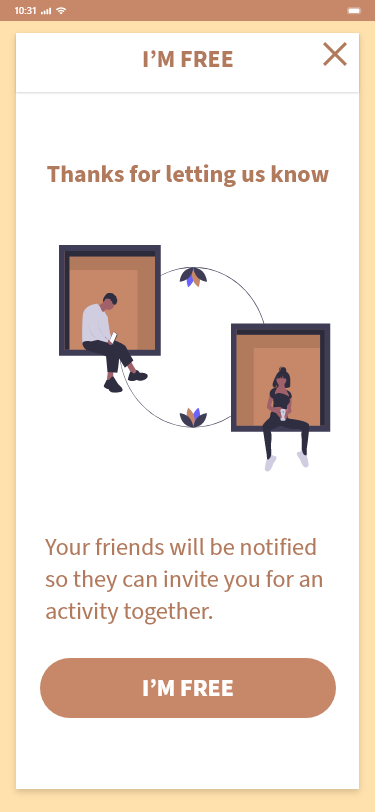 10:31
I’M FREE
Thanks for letting us know
Your friends will be notified
so they can invite you for an
activity together.
I’M FREE